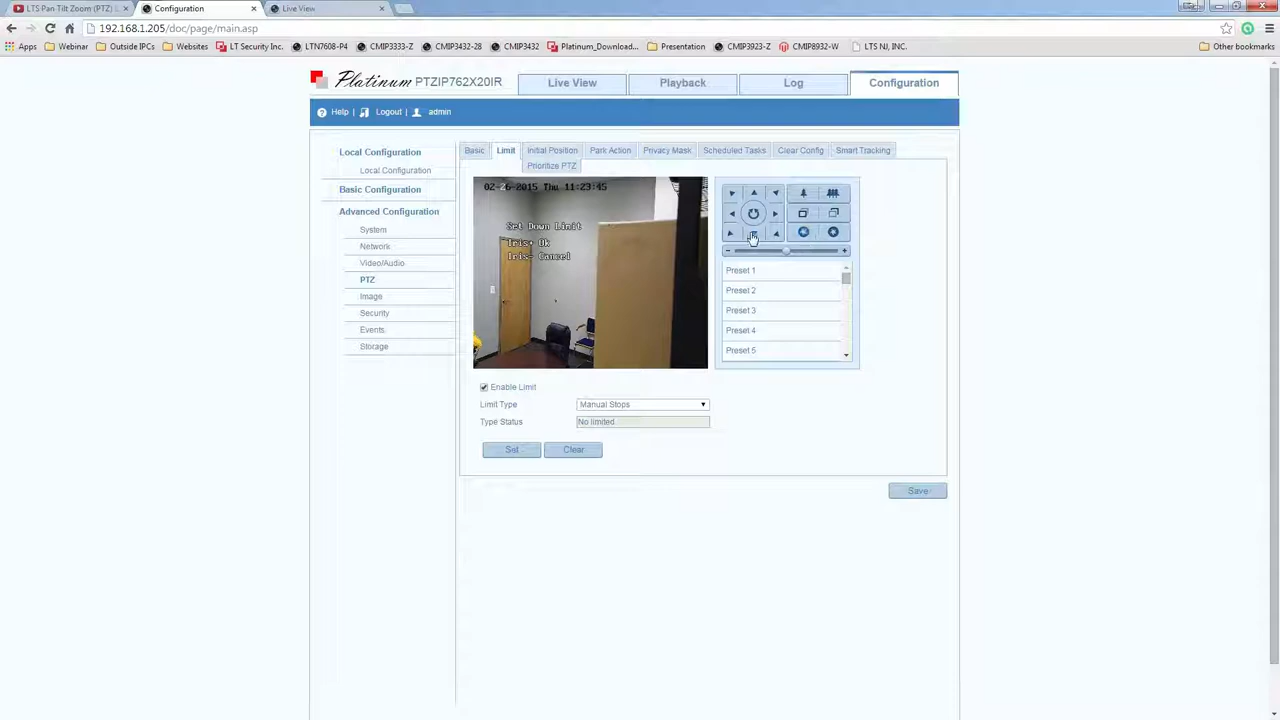 LTS Pan Tilt Zoom (PTZ) I
Configuration
Live View
192.168.1.205/doc/page/main.asp
Apps
Webinar
Outside IPCs
Websites
LT Security Inc.
LTN7608-P4
CMIP3333-Z
CMIP3432-28
CMIP3432
Platinum_Download...
Presentation
CMIP3923-Z
CMIP8932-W
LTS NJ, INC.
Other bookmarks
Platinum PTZIP762X20IR
Live View
Playback
Log
Configuration
Help
Logout
admin
Local Configuration
Local Configuration
Basic Configuration
Advanced Configuration
System
Network
Video/Audio
PTZ
Image
Security
Events
Storage
Basic
Limit
Initial Position
Park Action
Privacy Mask
Scheduled Tasks
Clear Config
Smart Tracking
Prioritize PTZ
02-26-2015 Thu 11:23:45
Set Down Limit
Iris+ OK
Iris- Cancel
Preset 1
Preset 2
Preset 3
Preset 4
Preset 5
Enable Limit
Limit Type
Manual Stops
Type Status
No limited
Set
Clear
Save